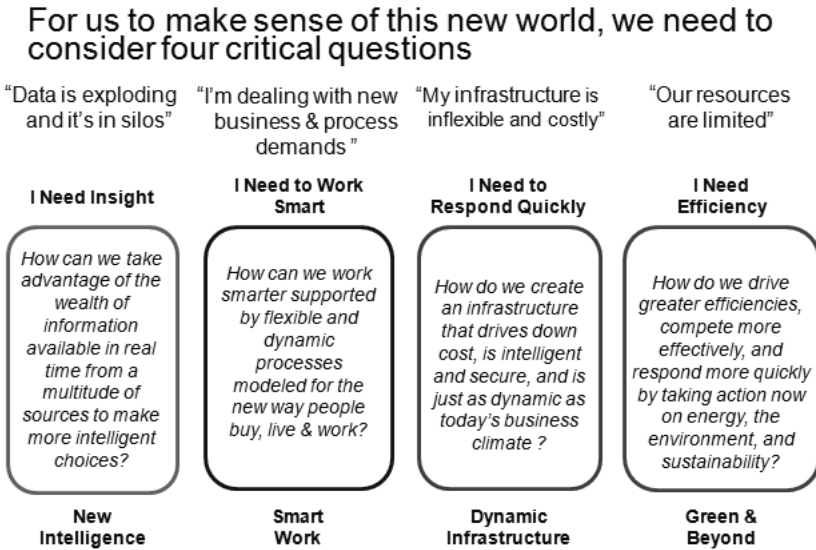 For us to make sense of this new world, we need to
consider four critical questions
“Data is exploding
and it’s in silos”
“I’m dealing with new
business & process
demands ”
“My infrastructure is
inflexible and costly”
“Our resources
are limited”
I Need Insight
I Need to Work
Smart
I Need to
Respond Quickly
I Need
Efficiency
How can we take
advantage of the
wealth of
information
available in real
time from a
multitude of
sources to make
more intelligent
choices?
How can we work
smarter supported
by flexible and
dynamic
processes
modeled for the
new way people
buy, live & work?
How do we create
an infrastructure
that drives down
cost, is intelligent
and secure, and is
just as dynamic as
today’s business
climate ?
How do we drive
greater efficiencies,
compete more
effectively, and
respond more quickly
by taking action now
on energy, the
environment, and
sustainability?
New
Intelligence
Smart
Work
Dynamic
Infrastructure
Green &
Beyond